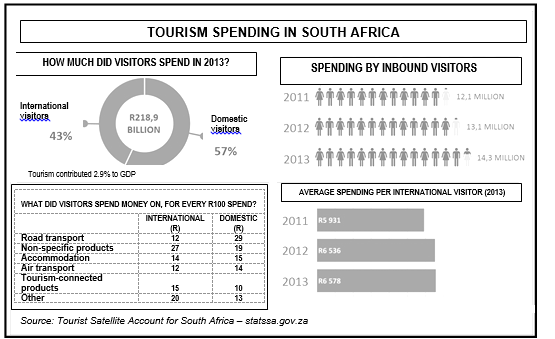 TOURISM SPENDING IN SOUTH AFRICA
HOW MUCH DID VISITORS SPEND IN 2013?
International
visitors
43%
R218,9
BILLION
Domestic
visitors
57%
Tourism contributed 2.9% to GDP
SPENDING BY INBOUND VISITORS
2011 12,1 MILLION
2012 13,1 MILLION
2013 14,3 MILLION
WHAT DID VISITORS SPEND MONEY ON, FOR EVERY R100 SPEND?
INTERNATIONAL (R) DOMESTIC (R)
Road transport 12 29
Non-specific products 27 19
Accommodation 14 15
Air transport 12 14
Tourism-connected
products 15 10
Other 20 13
AVERAGE SPENDING PER INTERNATIONAL VISITOR (2013)
2011 R5 931
2012 R6 536
2013 R6 578
Source: Tourist Satellite Account for South Africa – statssa.gov.za